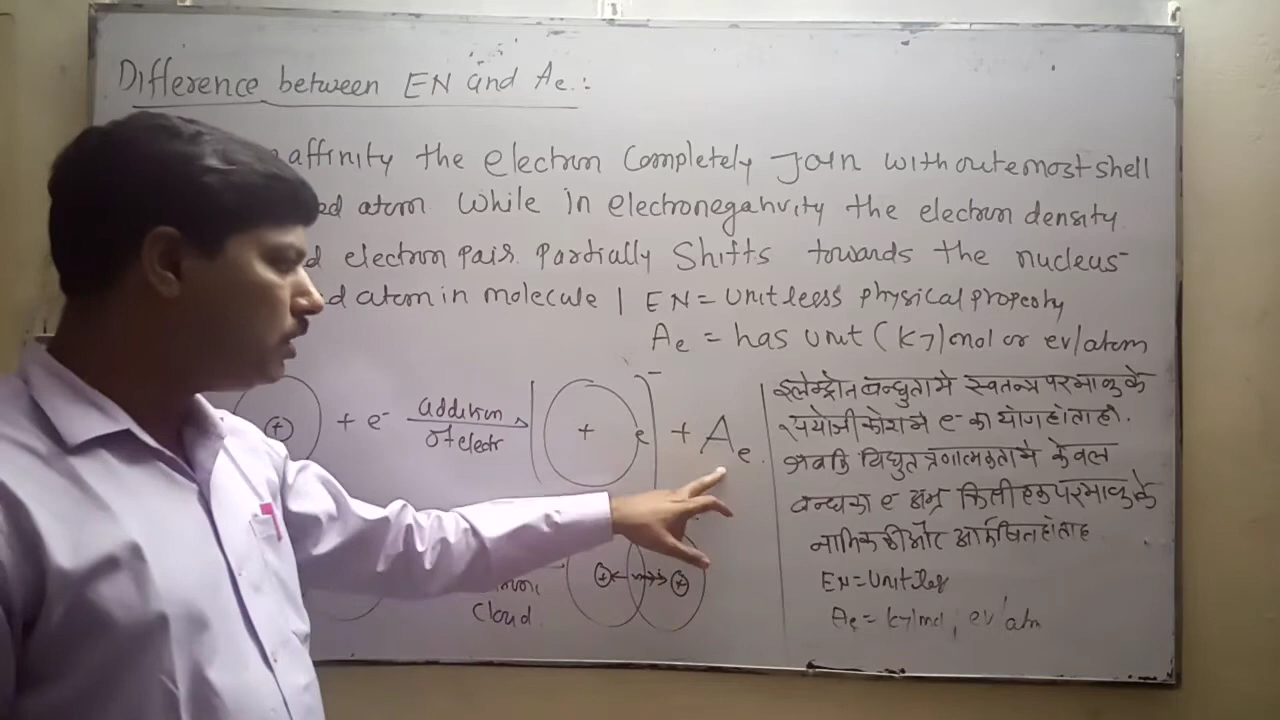 Difference between EN and Ae :
affinity the electron Completely Join with outemost shell
ed atom While in electronegativity the electron density
d electron pair Partially Shifts towards the nucleus
d atom in molecule | EN = Unitleess physical property
Ae = has unit (KJ)mol or ev/atom
(+) + e- addition of electr [ + e ]- + Ae
Cloud
इलेक्ट्रोन बन्धुता मे स्वतन्त्र परमाणु के
संयोजी कोश मे e- का योग होता है.
जबकि विधुत ऋणात्मकता मे केवल
बन्ध का e किसी एक परमाणु के
नाभिक की ओर आकर्षित होता है
EN = Unitless
Ae = KJ/mol, ev/atm